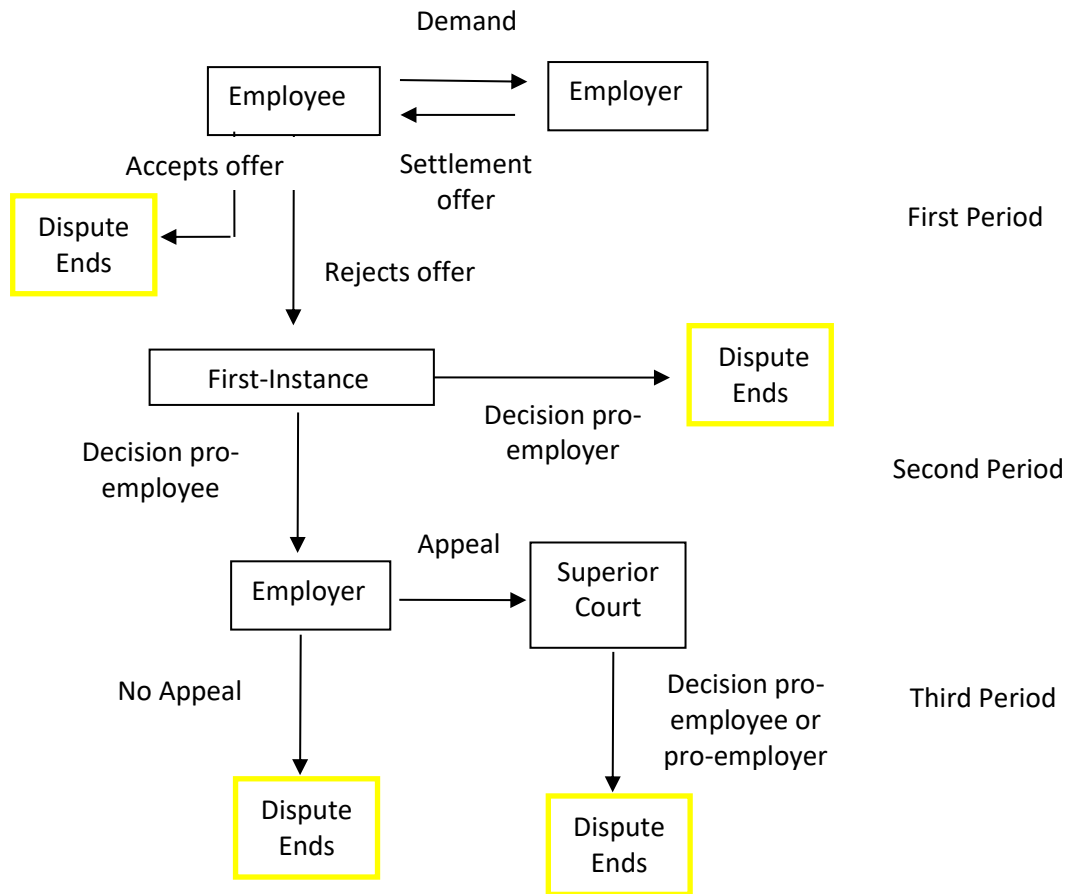 Demand
Employee
Employer
Accepts offer
Settlement
offer
Dispute
Ends
First Period
Rejects offer
First-Instance
Dispute
Ends
Decision pro-
employer
Decision pro-
employee
Second Period
Appeal
Employer
Superior
Court
No Appeal
Decision pro-
employee or
pro-employer
Third Period
Dispute
Ends
Dispute
Ends